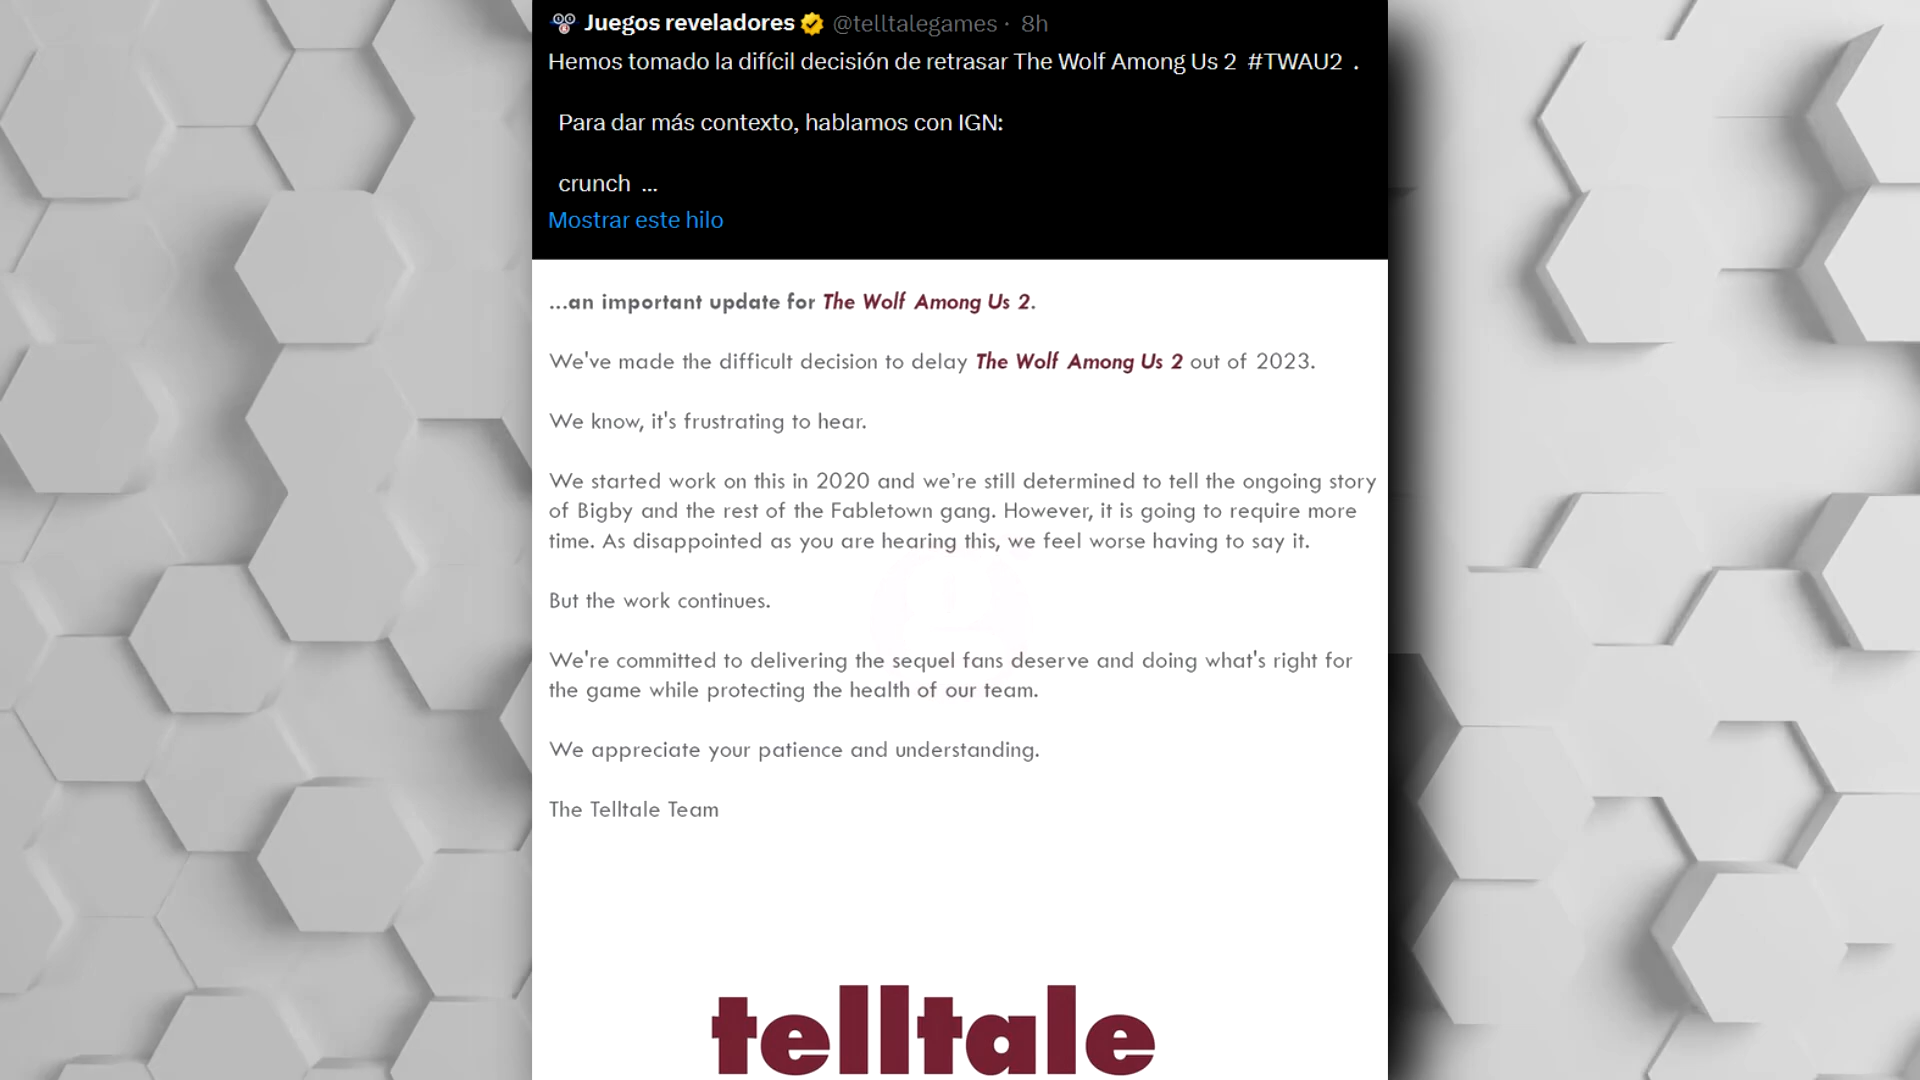 Juegos reveladores @telltalegames · 8h
Hemos tomado la difícil decisión de retrasar The Wolf Among Us 2 #TWAU2 .
Para dar más contexto, hablamos con IGN:
crunch ...
Mostrar este hilo
...an important update for The Wolf Among Us 2.
We've made the difficult decision to delay The Wolf Among Us 2 out of 2023.
We know, it's frustrating to hear.
We started work on this in 2020 and we're still determined to tell the ongoing story
of Bigby and the rest of the Fabletown gang. However, it is going to require more
time. As disappointed as you are hearing this, we feel worse having to say it.
But the work continues.
We're committed to delivering the sequel fans deserve and doing what's right for
the game while protecting the health of our team.
We appreciate your patience and understanding.
The Telltale Team
telltale